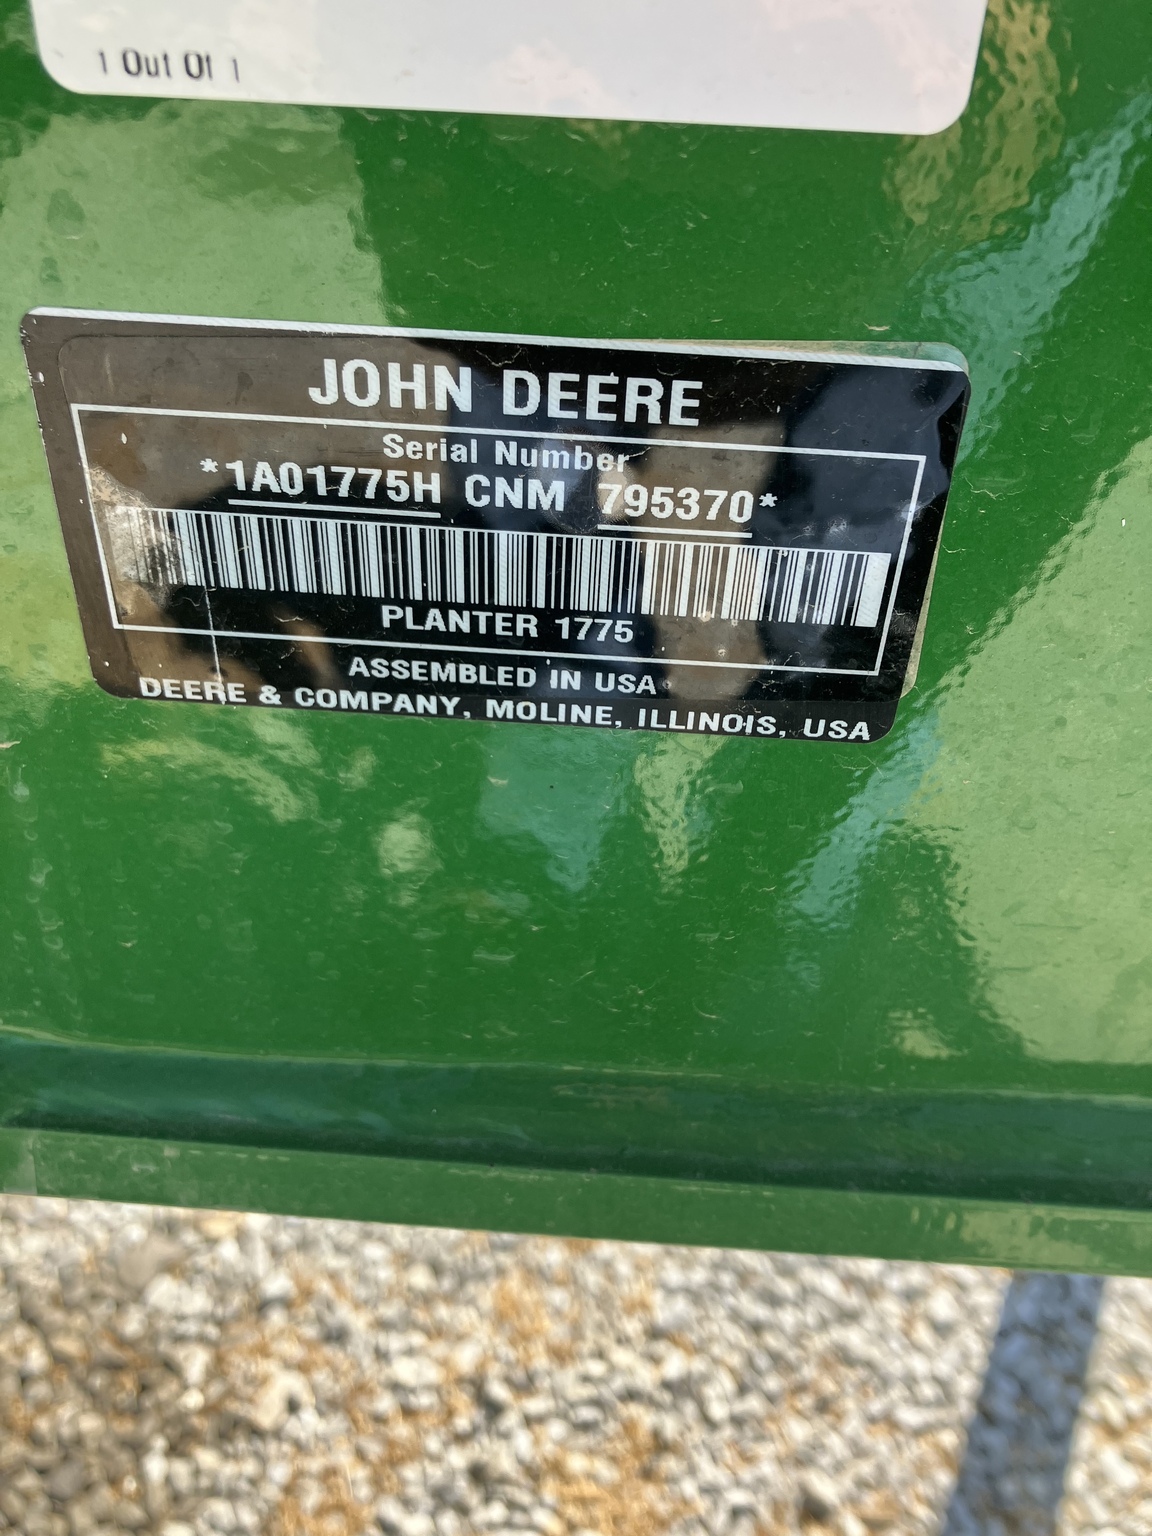 1 Out Of 1
JOHN DEERE
Serial Number
*1A01775H CNM 795370*
PLANTER 1775
ASSEMBLED IN USA
DEERE & COMPANY, MOLINE, ILLINOIS, USA